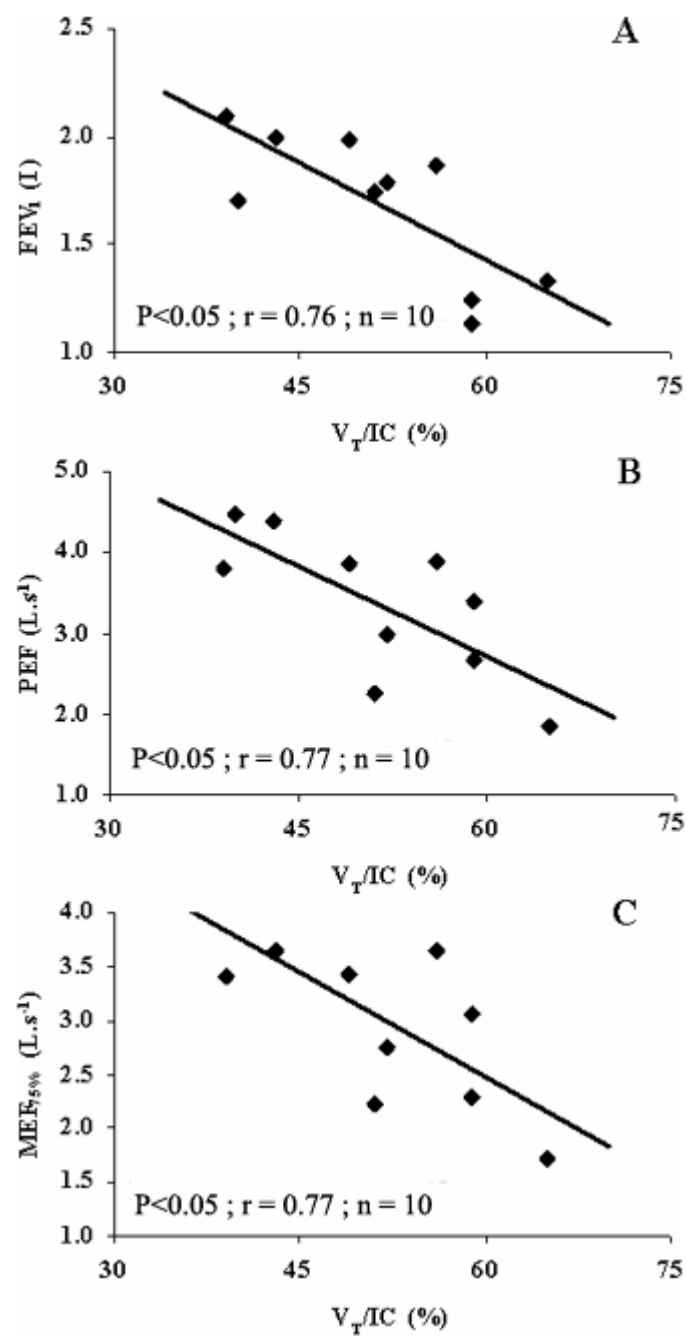 A
2.5
2.0
1.5
1.0
FEV₁ (I)
P<0.05 ; r = 0.76 ; n = 10
30 45 60 75
V_T/IC (%)
B
5.0
4.0
3.0
2.0
1.0
PEF (L.s⁻¹)
P<0.05 ; r = 0.77 ; n = 10
30 45 60 75
V_T/IC (%)
C
4.0
3.5
3.0
2.5
2.0
1.5
1.0
MEF₇₅% (L.s⁻¹)
P<0.05 ; r = 0.77 ; n = 10
30 45 60 75
V_T/IC (%)